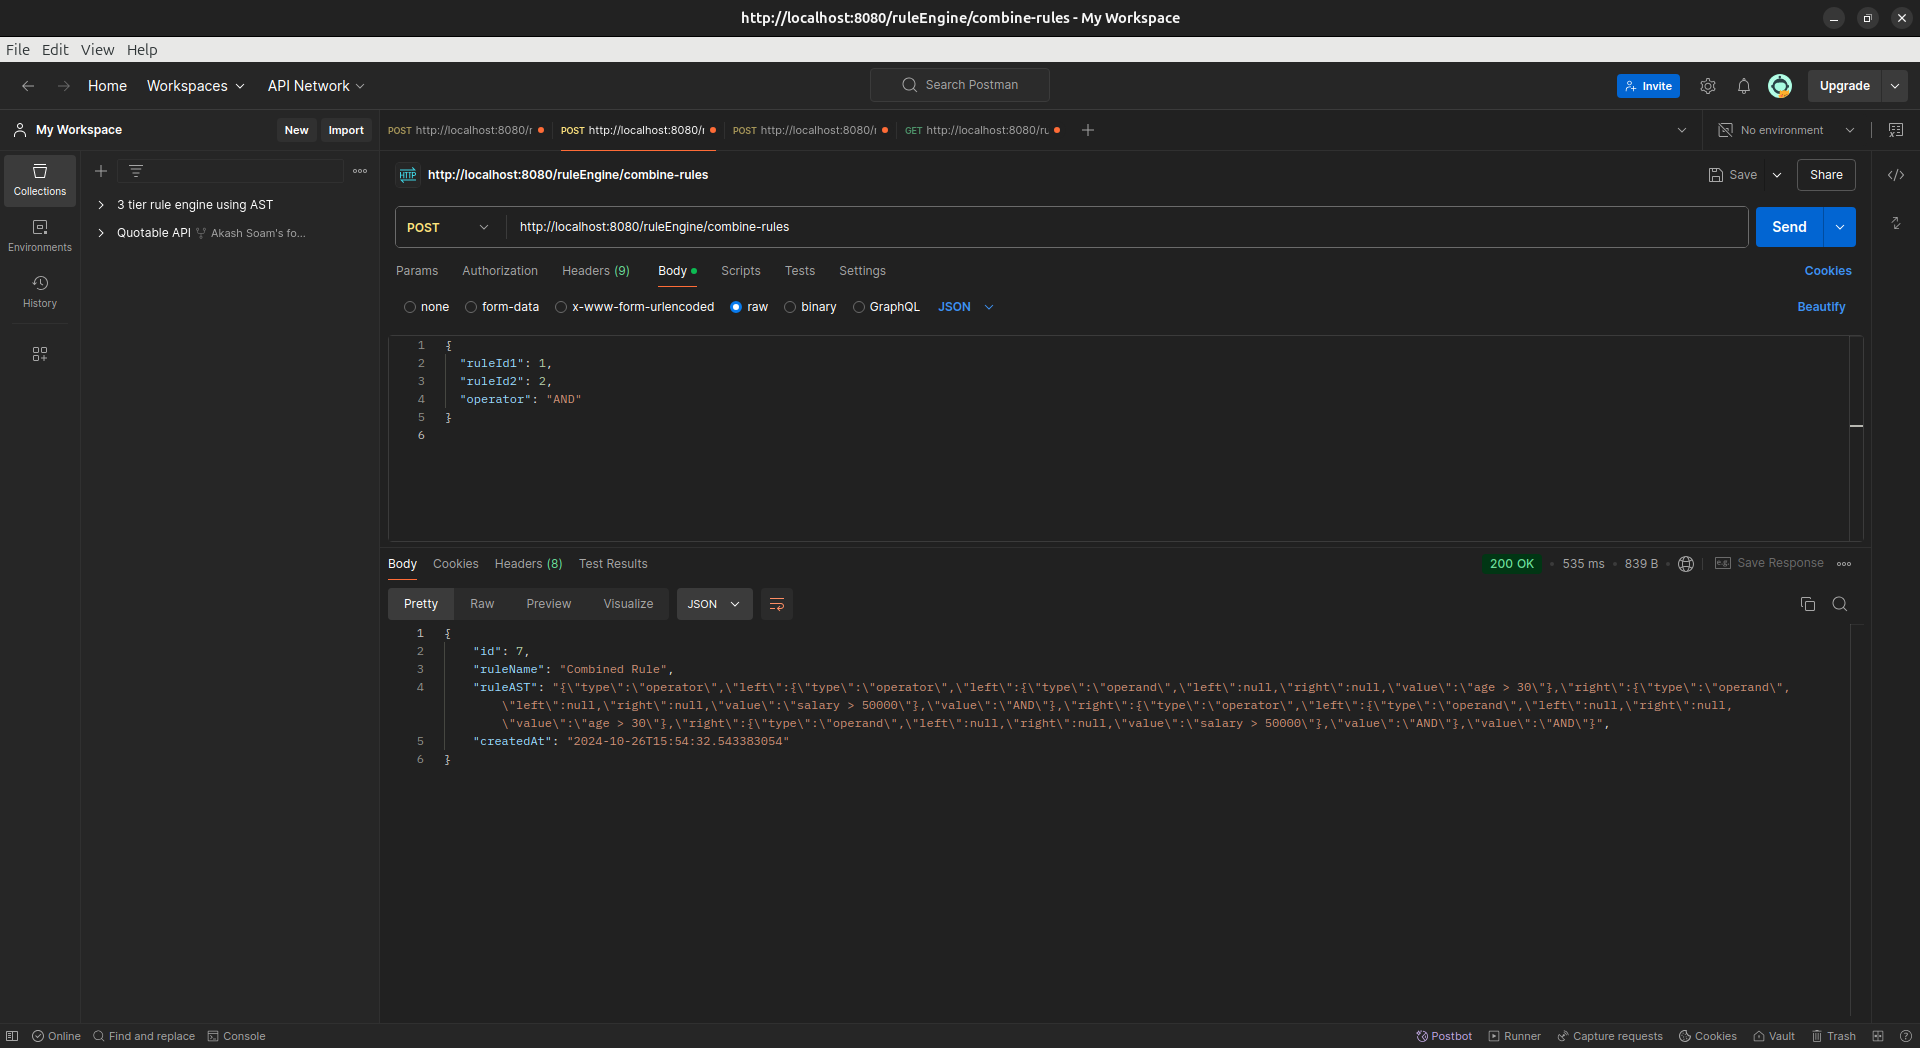 http://localhost:8080/ruleEngine/combine-rules - My Workspace
File Edit View Help
Home Workspaces API Network Search Postman Invite Upgrade
My Workspace New Import
POST http://localhost:8080/r POST http://localhost:8080/r POST http://localhost:8080/r GET http://localhost:8080/ru No environment
Collections
Environments
History
3 tier rule engine using AST
Quotable API Akash Soam's fo...
HTTP http://localhost:8080/ruleEngine/combine-rules Save Share
POST http://localhost:8080/ruleEngine/combine-rules Send
Params Authorization Headers (9) Body Scripts Tests Settings Cookies
none form-data x-www-form-urlencoded raw binary GraphQL JSON Beautify
1 {
2 "ruleId1": 1,
3 "ruleId2": 2,
4 "operator": "AND"
5 }
6
Body Cookies Headers (8) Test Results 200 OK 535 ms 839 B e.g. Save Response
Pretty Raw Preview Visualize JSON
1 {
2 "id": 7,
3 "ruleName": "Combined Rule",
4 "ruleAST": "{\"type\":\"operator\",\"left\":{\"type\":\"operator\",\"left\":{\"type\":\"operand\",\"left\":null,\"right\":null,\"value\":\"age > 30\"},\"right\":{\"type\":\"operand\",
\"left\":null,\"right\":null,\"value\":\"salary > 50000\"},\"value\":\"AND\"},\"right\":{\"type\":\"operator\",\"left\":{\"type\":\"operand\",\"left\":null,\"right\":null,
\"value\":\"age > 30\"},\"right\":{\"type\":\"operand\",\"left\":null,\"right\":null,\"value\":\"salary > 50000\"},\"value\":\"AND\"},\"value\":\"AND\"}",
5 "createdAt": "2024-10-26T15:54:32.543383054"
6 }
Online Find and replace Console Postbot Runner Capture requests Cookies Vault Trash